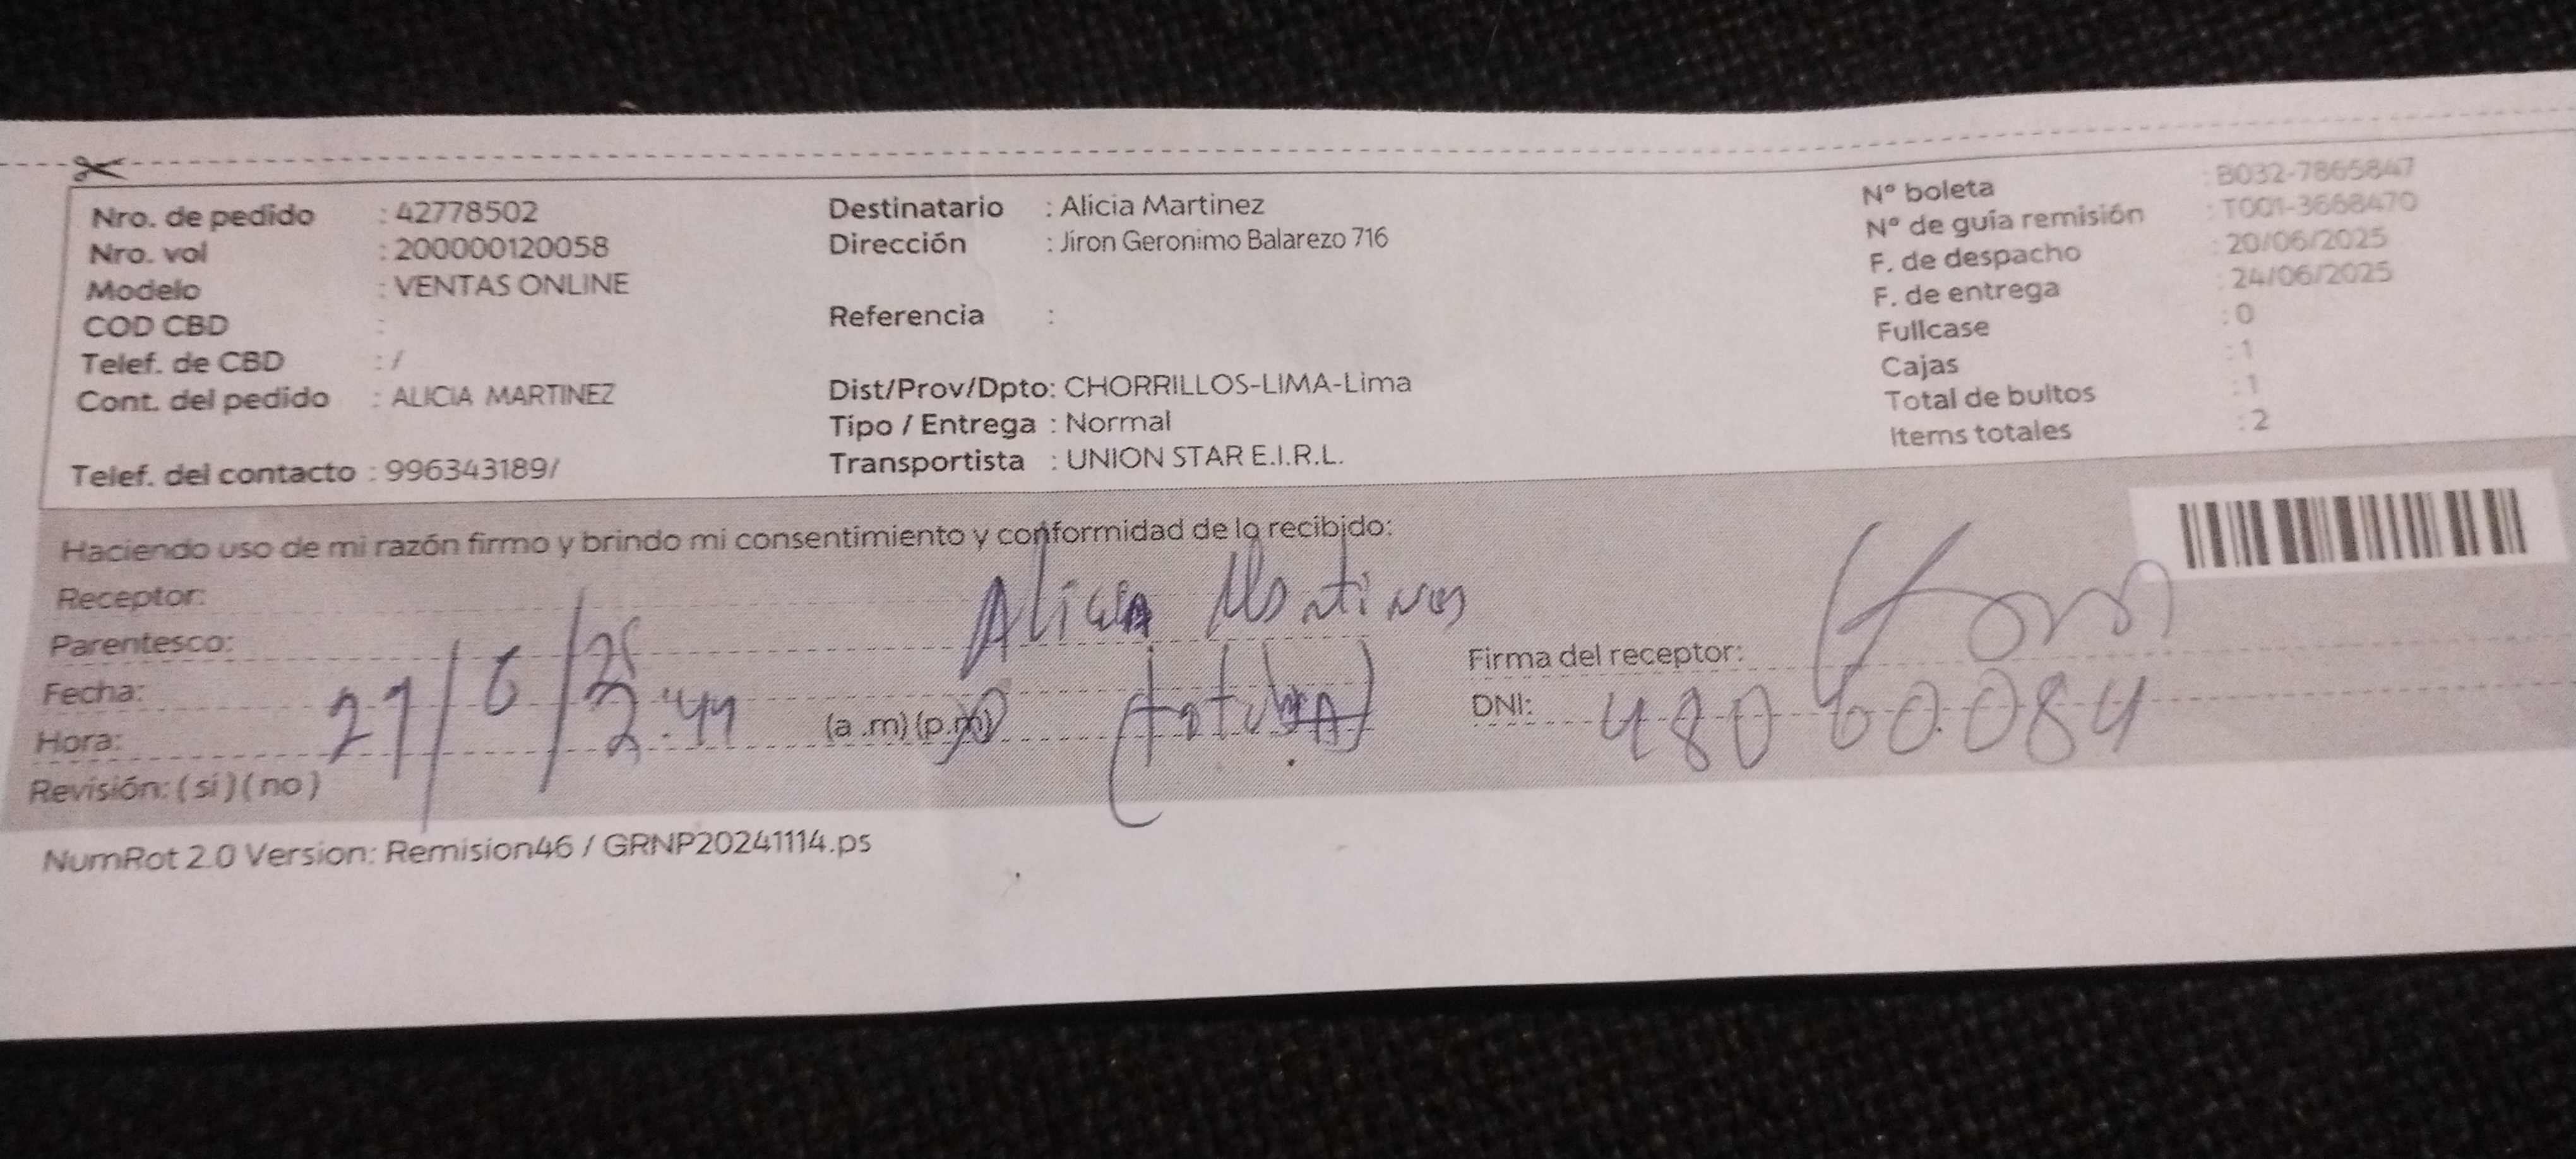 Nro. de pedido : 42778502
Nro. vol : 200000120058
Modelo : VENTAS ONLINE
COD CBD :
Telef. de CBD : /
Cont. del pedido : ALICIA MARTINEZ
Telef. del contacto : 996343189/
Destinatario : Alicia Martinez
Dirección : Jiron Geronimo Balarezo 716
Referencia :
Dist/Prov/Dpto: CHORRILLOS-LIMA-Lima
Tipo / Entrega : Normal
Transportista : UNION STAR E.I.R.L.
Nº boleta : B032-7865847
Nº de guía remisión : T001-3668470
F. de despacho : 20/06/2025
F. de entrega : 24/06/2025
Fullcase : 0
Cajas : 1
Total de bultos : 1
Items totales : 2
Haciendo uso de mi razón firmo y brindo mi consentimiento y conformidad de lo recibido:
Receptor: Alicia
Parentesco:
Fecha: 6/25
Hora: (a .m) (p.m)
Revisión: ( si ) ( no )
Firma del receptor:
DNI: 48060084
NumRot 2.0 Version: Remision46 / GRNP20241114.ps